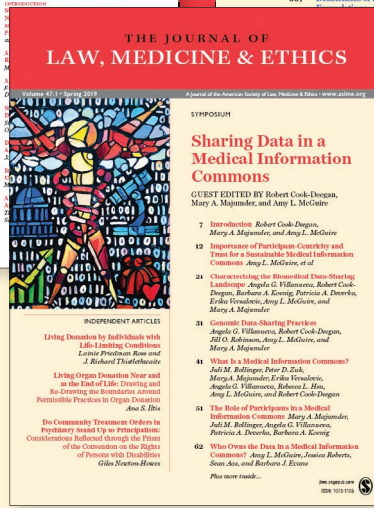 INTRODUCTION
THE JOURNAL OF
LAW, MEDICINE & ETHICS
Volume 47:1 • Spring 2019
A Journal of the American Society of Law, Medicine & Ethics • www.aslme.org
SYMPOSIUM
Sharing Data in a
Medical Information
Commons
GUEST EDITED BY Robert Cook-Deegan,
Mary A. Majumder, and Amy L. McGuire
7 Introduction Robert Cook-Deegan,
Mary A. Majumder, and Amy L. McGuire
12 Importance of Participant-Centricity and
Trust for a Sustainable Medical Information
Commons Amy L. McGuire, et al
21 Characterizing the Biomedical Data-Sharing
Landscape Angela G. Villanueva, Robert Cook-
Deegan, Barbara A. Koenig, Patricia A. Deverka,
Erika Versalovic, Amy L. McGuire, and
Mary A. Majumder
31 Genomic Data-Sharing Practices
Angela G. Villanueva, Robert Cook-Deegan,
Jill O. Robinson, Amy L. McGuire, and
Mary A. Majumder
41 What Is a Medical Information Commons?
Juli M. Bollinger, Peter D. Zuk,
Mary A. Majumder, Erika Versalovic,
Angela G. Villanueva, Rebecca L. Hsu,
Amy L. McGuire, and Robert Cook-Deegan
51 The Role of Participants in a Medical
Information Commons Mary A. Majumder,
Juli M. Bollinger, Angela G. Villanueva,
Patricia A. Deverka, Barbara A. Koenig
62 Who Owns the Data in a Medical Information
Commons? Amy L. McGuire, Jessica Roberts,
Sean Aas, and Barbara J. Evans
Plus more inside...
INDEPENDENT ARTICLES
Living Donation by Individuals with
Life-Limiting Conditions
Lainie Friedman Ross and
J. Richard Thistlethwaite
Living Organ Donation Near and
at the End of Life: Drawing and
Re-Drawing the Boundaries Around
Permissible Practices in Organ Donation
Ana S. Iltis
Do Community Treatment Orders in
Psychiatry Stand Up to Principalism:
Considerations Reflected through the Prism
of the Convention on the Rights
of Persons with Disabilities
Giles Newton-Howes
jlme.sagepub.com
ISSN: 1073-1105